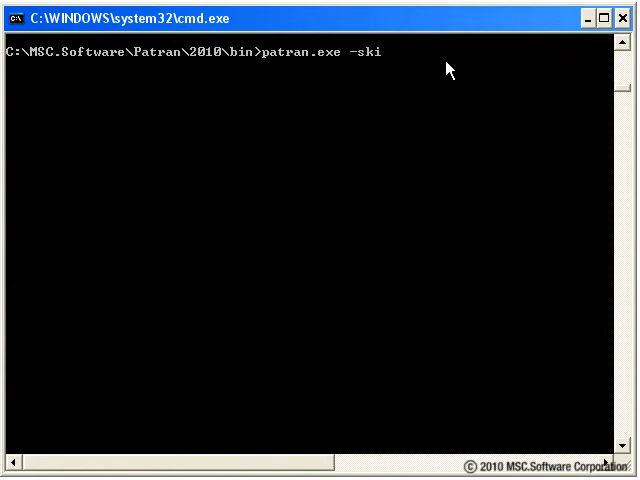 C:\WINDOWS\system32\cmd.exe
C:\MSC.Software\Patran\2010\bin>patran.exe -ski
© 2010 MSC.Software Corporation